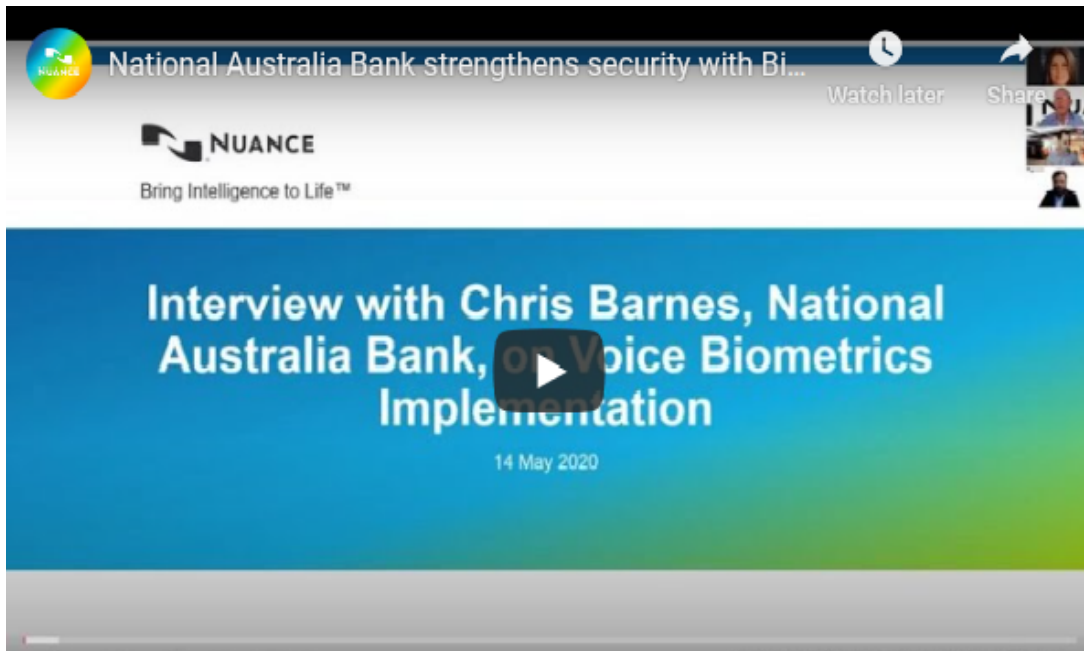 NUANCE
National Australia Bank strengthens security with Bi...
Watch later
Share
NUANCE
Bring Intelligence to Life™
Interview with Chris Barnes, National
Australia Bank, on Voice Biometrics
Implementation
14 May 2020